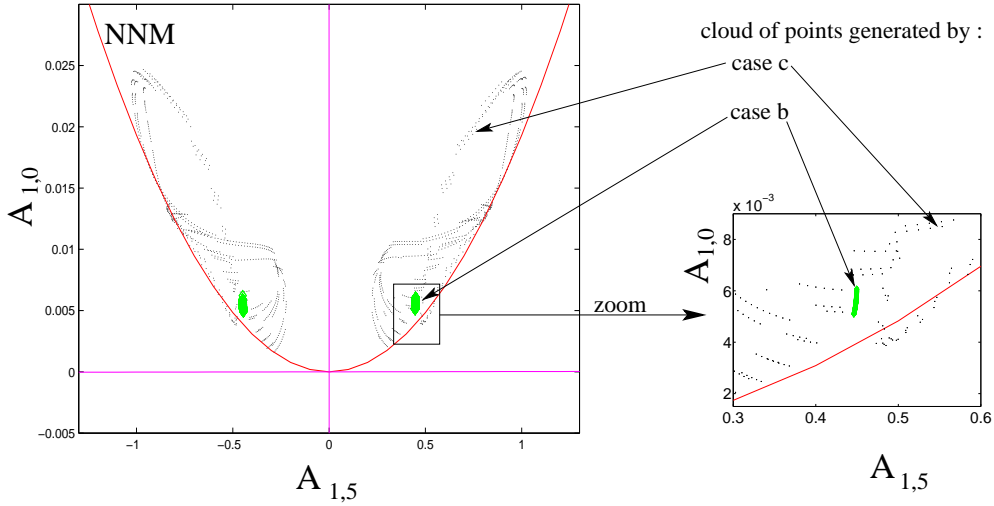 NNM
cloud of points generated by :
case c
case b
0.025
0.02
0.015
0.01
0.005
0
−0.005
−1
−0.5
0
0.5
1
A 1,0
A 1,5
zoom
x 10 −3
8
6
4
2
0.3
0.4
0.5
0.6
A 1,0
A 1,5